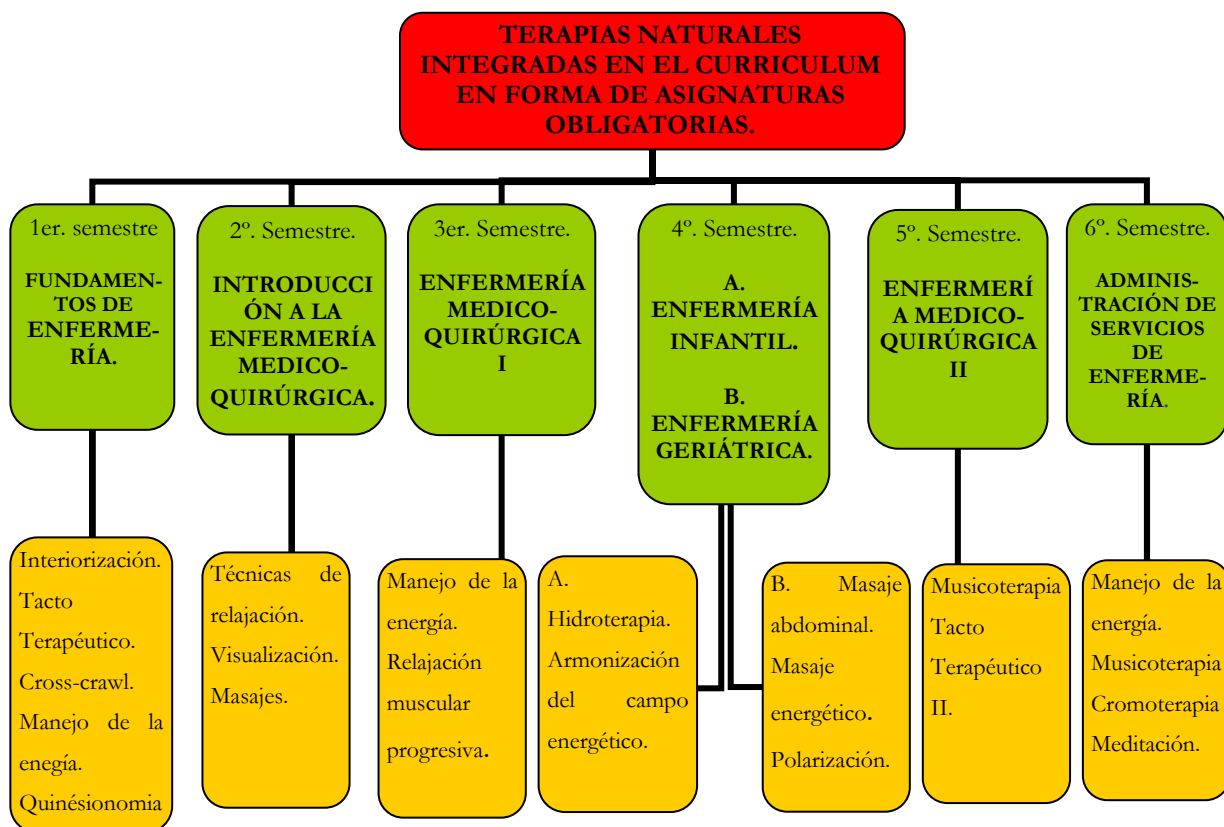 TERAPIAS NATURALES
INTEGRADAS EN EL CURRICULUM
EN FORMA DE ASIGNATURAS
OBLIGATORIAS.
1er. semestre
FUNDAMEN-
TOS DE
ENFERME-
RÍA.
2º. Semestre.
INTRODUCCI
ÓN A LA
ENFERMERÍA
MEDICO-
QUIRÚRGICA.
3er. Semestre.
ENFERMERÍA
MEDICO-
QUIRÚRGICA
I
4º. Semestre.
A.
ENFERMERÍA
INFANTIL.
B.
ENFERMERÍA
GERIÁTRICA.
5º. Semestre.
ENFERMERÍ
A MEDICO-
QUIRÚRGICA
II
6º. Semestre.
ADMINIS-
TRACIÓN DE
SERVICIOS
DE
ENFERME-
RÍA.
Interiorización.
Tacto
Terapéutico.
Cross-crawl.
Manejo de la
enegía.
Quinésionomia
Técnicas de
relajación.
Visualización.
Masajes.
Manejo de la
energía.
Relajación
muscular
progresiva.
A.
Hidroterapia.
Armonización
del campo
energético.
B. Masaje
abdominal.
Masaje
energético.
Polarización.
Musicoterapia
Tacto
Terapéutico
II.
Manejo de la
energía.
Musicoterapia
Cromoterapia
Meditación.